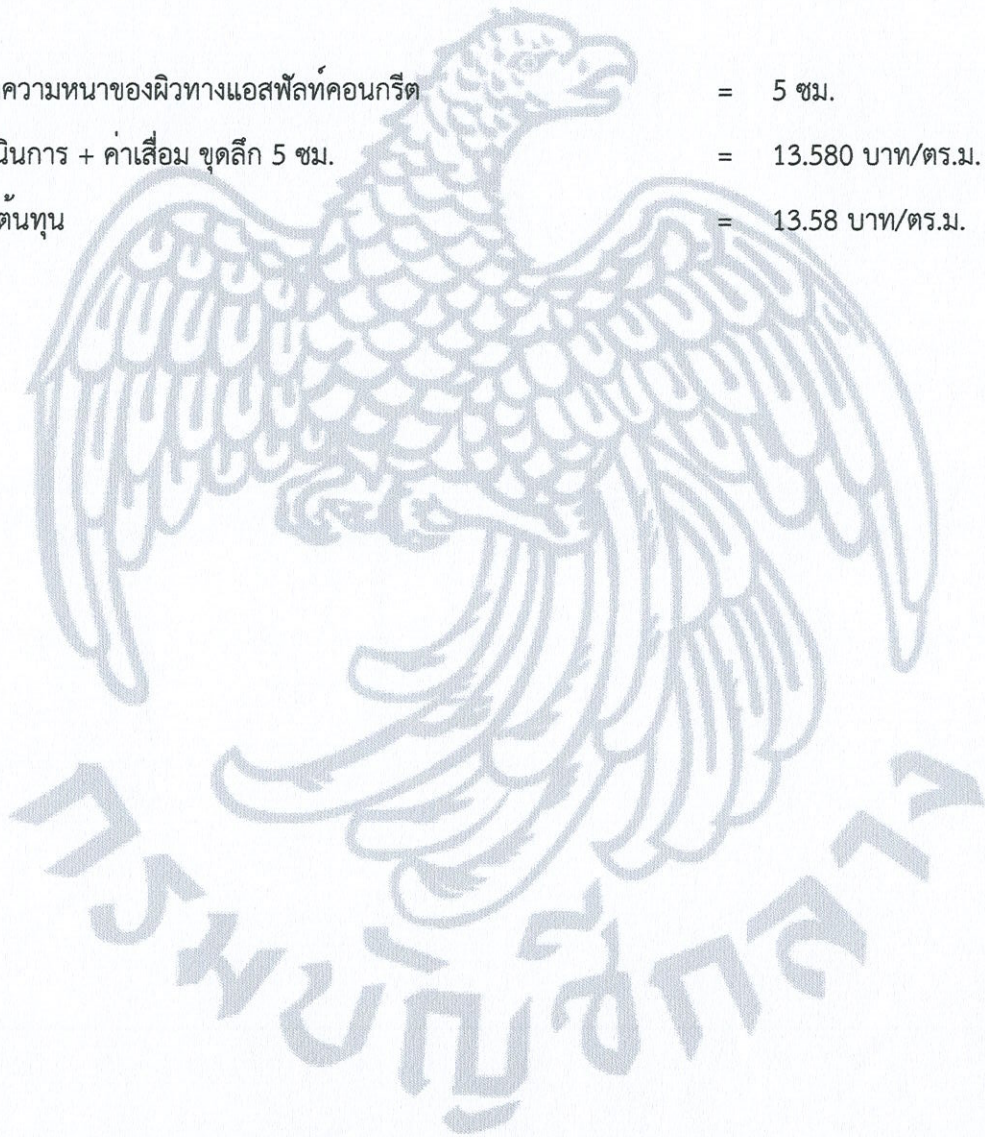 ความหนาของผิวทางแอสฟัลท์คอนกรีต = 5 ซม.
นินการ + ค่าเสื่อม ขุดลึก 5 ซม. = 13.580 บาท/ตร.ม.
ต้นทุน = 13.58 บาท/ตร.ม.
กรมบัญชีกลาง